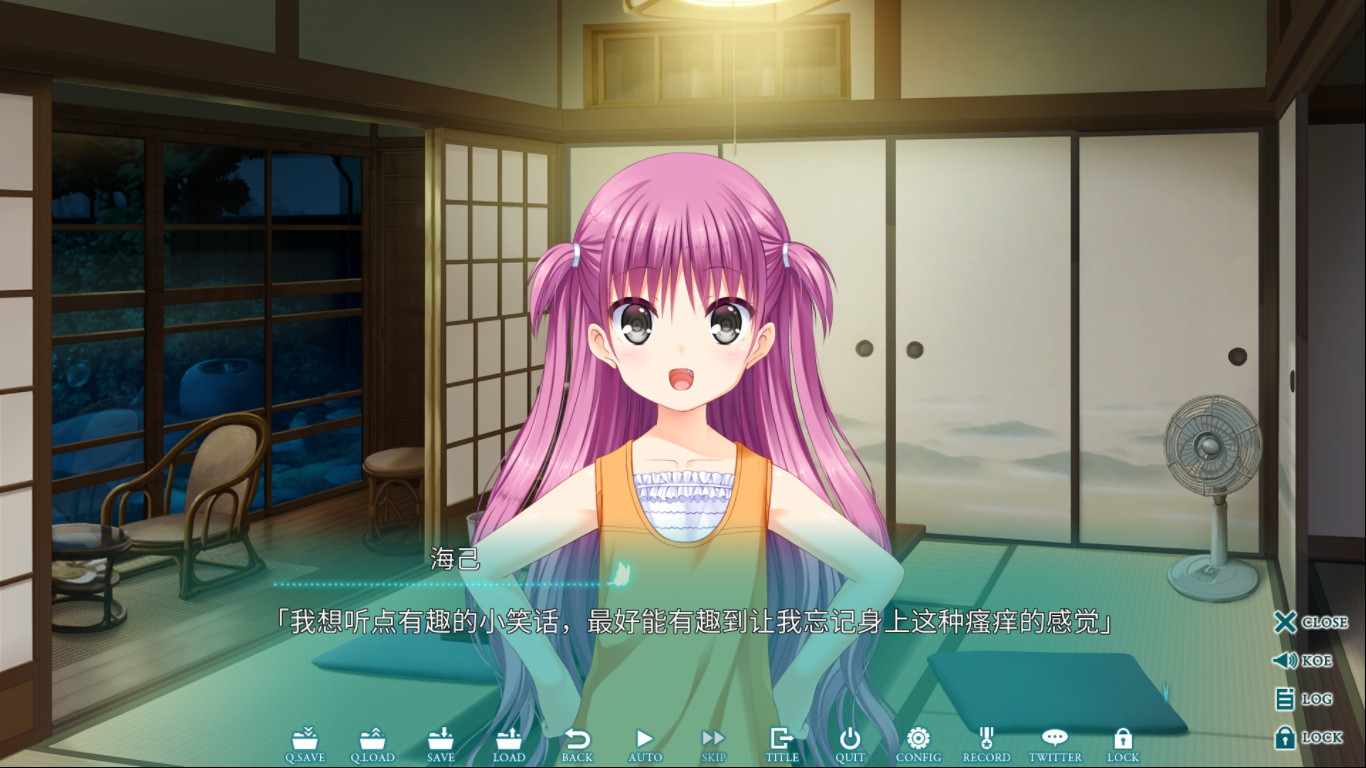 海己
「我想听点有趣的小笑话，最好能有趣到让我忘记身上这种瘙痒的感觉」
CLOSE
KOE
LOG
LOCK
Q.SAVE Q.LOAD SAVE LOAD BACK AUTO SKIP TITLE QUIT CONFIG RECORD TWITTER LOCK